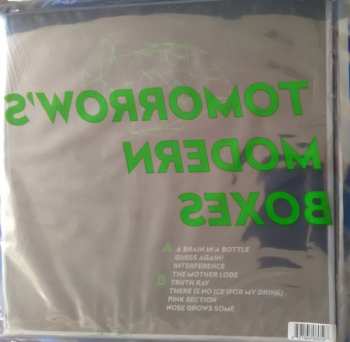 TOMORROW'S
MODERN
BOXES
A A BRAIN IN A BOTTLE
GUESS AGAIN!
INTERFERENCE
THE MOTHER LODE
B TRUTH RAY
THERE IS NO ICE (FOR MY DRINK)
PINK SECTION
NOSE GROWS SOME